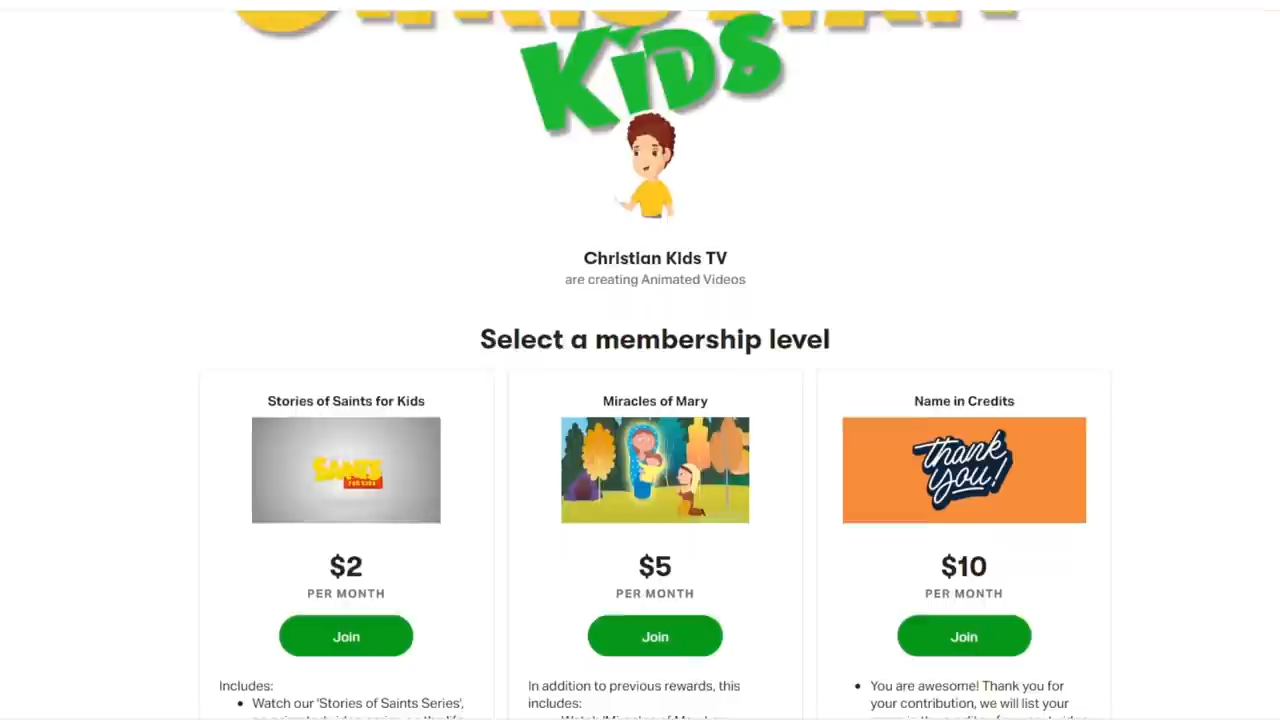 KiDS
Christian Kids TV
are creating Animated Videos
Select a membership level
Stories of Saints for Kids
SAINTS
FOR KIDS
$2
PER MONTH
Join
Includes:
• Watch our 'Stories of Saints Series',
Miracles of Mary
$5
PER MONTH
Join
In addition to previous rewards, this
includes:
Name in Credits
thank
you!
$10
PER MONTH
Join
• You are awesome! Thank you for
your contribution, we will list your